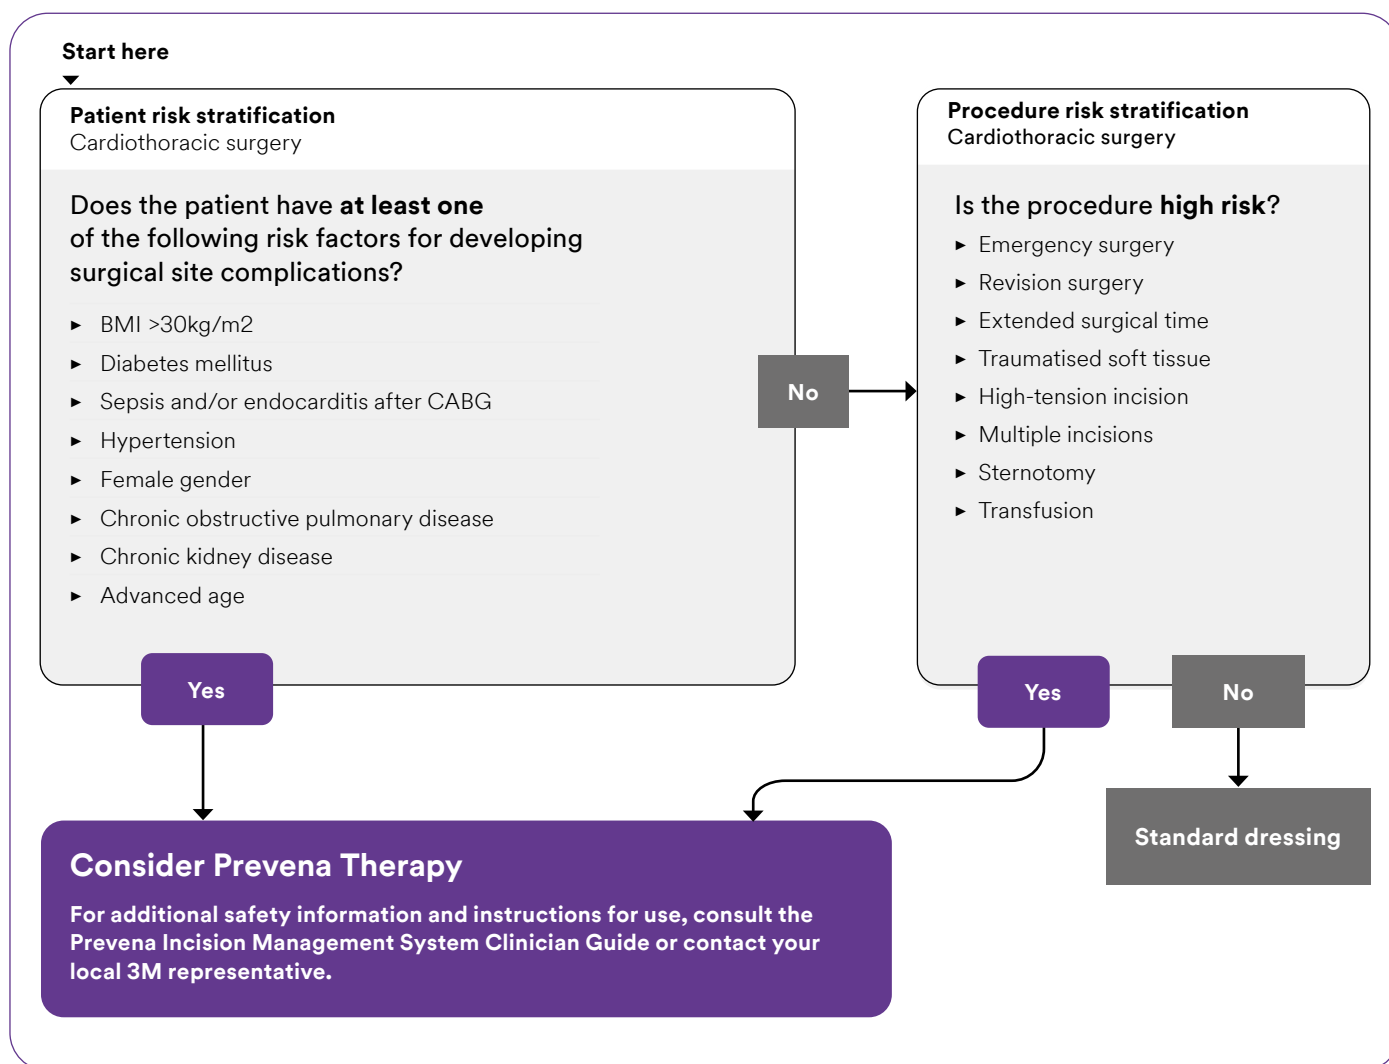 Start here
Patient risk stratification
Cardiothoracic surgery
Does the patient have at least one
of the following risk factors for developing
surgical site complications?
► BMI >30kg/m2
► Diabetes mellitus
► Sepsis and/or endocarditis after CABG
► Hypertension
► Female gender
► Chronic obstructive pulmonary disease
► Chronic kidney disease
► Advanced age
No
Yes
Procedure risk stratification
Cardiothoracic surgery
Is the procedure high risk?
► Emergency surgery
► Revision surgery
► Extended surgical time
► Traumatised soft tissue
► High-tension incision
► Multiple incisions
► Sternotomy
► Transfusion
Yes
No
Consider Prevena Therapy
For additional safety information and instructions for use, consult the
Prevena Incision Management System Clinician Guide or contact your
local 3M representative.
Standard dressing